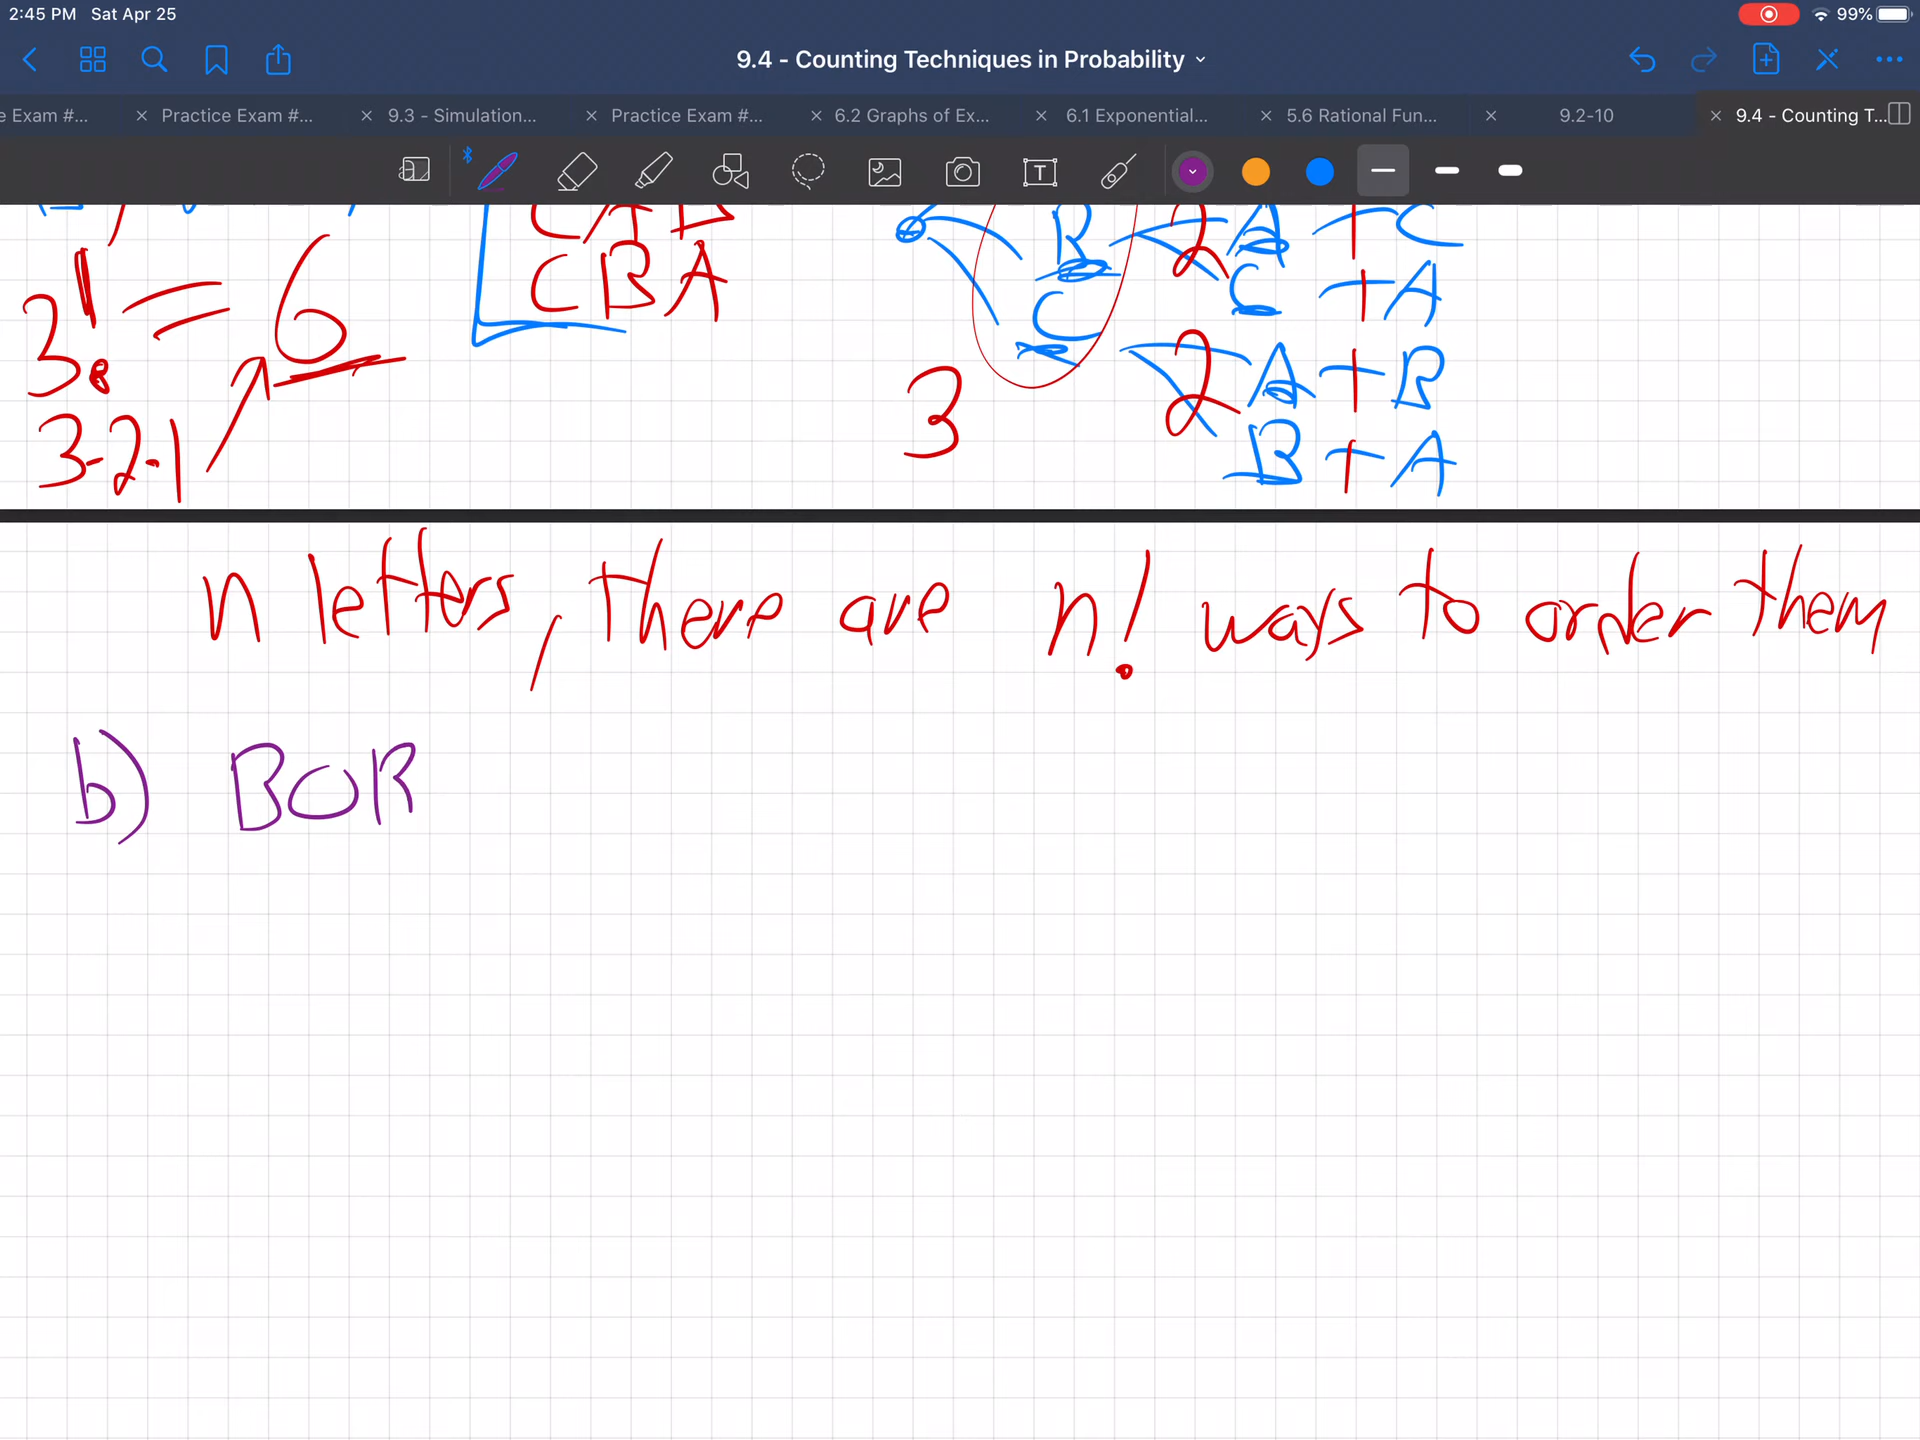 2:45 PM Sat Apr 25
99%
9.4 - Counting Techniques in Probability
e Exam #... Practice Exam #... 9.3 - Simulation... Practice Exam #... 6.2 Graphs of Ex... 6.1 Exponential... 5.6 Rational Fun... 9.2-10 9.4 - Counting T...
T
CAB
CBA
3! = 6
3·2·1
B 2 A + C
C C + A
3 2 A + B
B + A
n letters, there are n! ways to order them
b) BOR